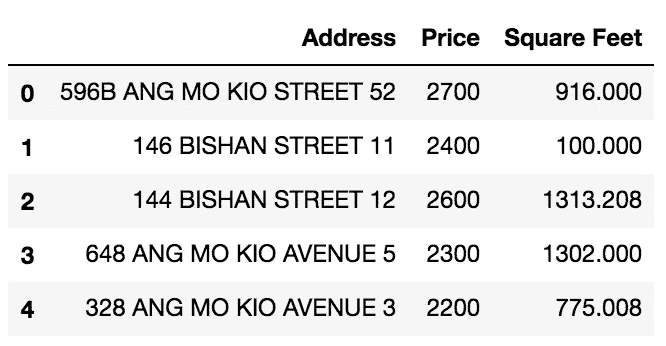 Address Price Square Feet
0 596B ANG MO KIO STREET 52 2700 916.000
1 146 BISHAN STREET 11 2400 100.000
2 144 BISHAN STREET 12 2600 1313.208
3 648 ANG MO KIO AVENUE 5 2300 1302.000
4 328 ANG MO KIO AVENUE 3 2200 775.008